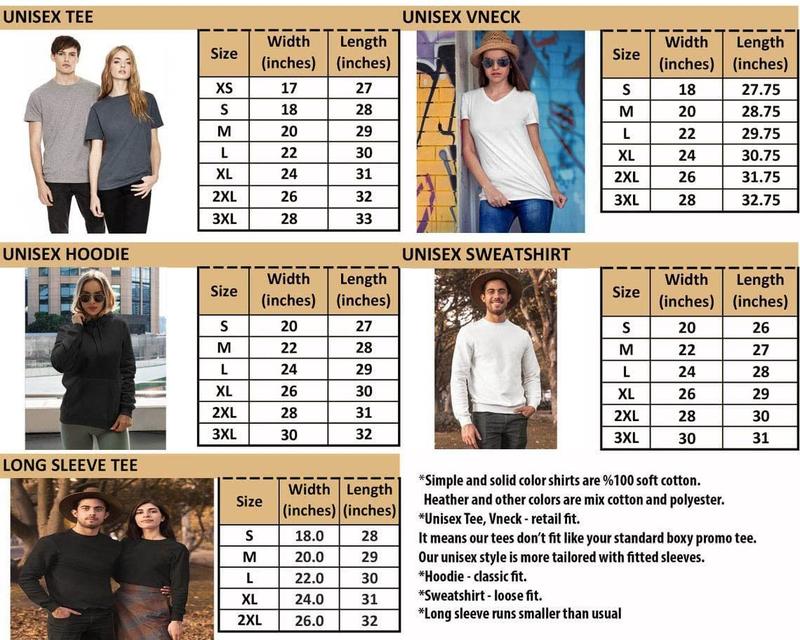 UNISEX TEE
Size Width (inches) Length (inches)
XS 17 27
S 18 28
M 20 29
L 22 30
XL 24 31
2XL 26 32
3XL 28 33
UNISEX VNECK
Size Width (inches) Length (inches)
S 18 27.75
M 20 28.75
L 22 29.75
XL 24 30.75
2XL 26 31.75
3XL 28 32.75
UNISEX HOODIE
Size Width (inches) Length (inches)
S 20 27
M 22 28
L 24 29
XL 26 30
2XL 28 31
3XL 30 32
UNISEX SWEATSHIRT
Size Width (inches) Length (inches)
S 20 26
M 22 27
L 24 28
XL 26 29
2XL 28 30
3XL 30 31
LONG SLEEVE TEE
Size Width (inches) Length (inches)
S 18.0 28
M 20.0 29
L 22.0 30
XL 24.0 31
2XL 26.0 32
*Simple and solid color shirts are %100 soft cotton.
Heather and other colors are mix cotton and polyester.
*Unisex Tee, Vneck - retail fit.
It means our tees don't fit like your standard boxy promo tee.
Our unisex style is more tailored with fitted sleeves.
*Hoodie - classic fit.
*Sweatshirt - loose fit.
*Long sleeve runs smaller than usual